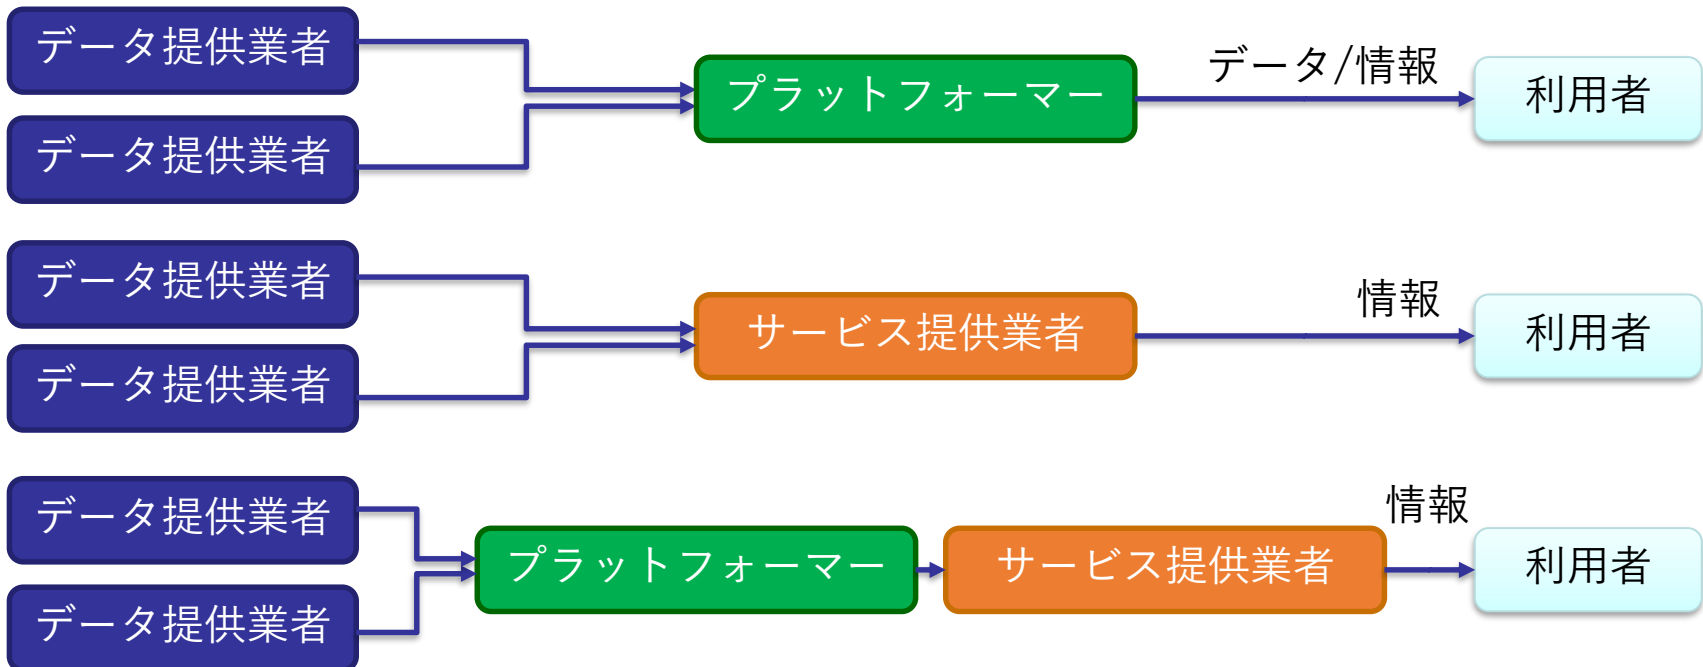 データ提供業者
データ提供業者
プラットフォーマー
データ/情報
利用者
データ提供業者
データ提供業者
サービス提供業者
情報
利用者
データ提供業者
データ提供業者
プラットフォーマー
サービス提供業者
情報
利用者